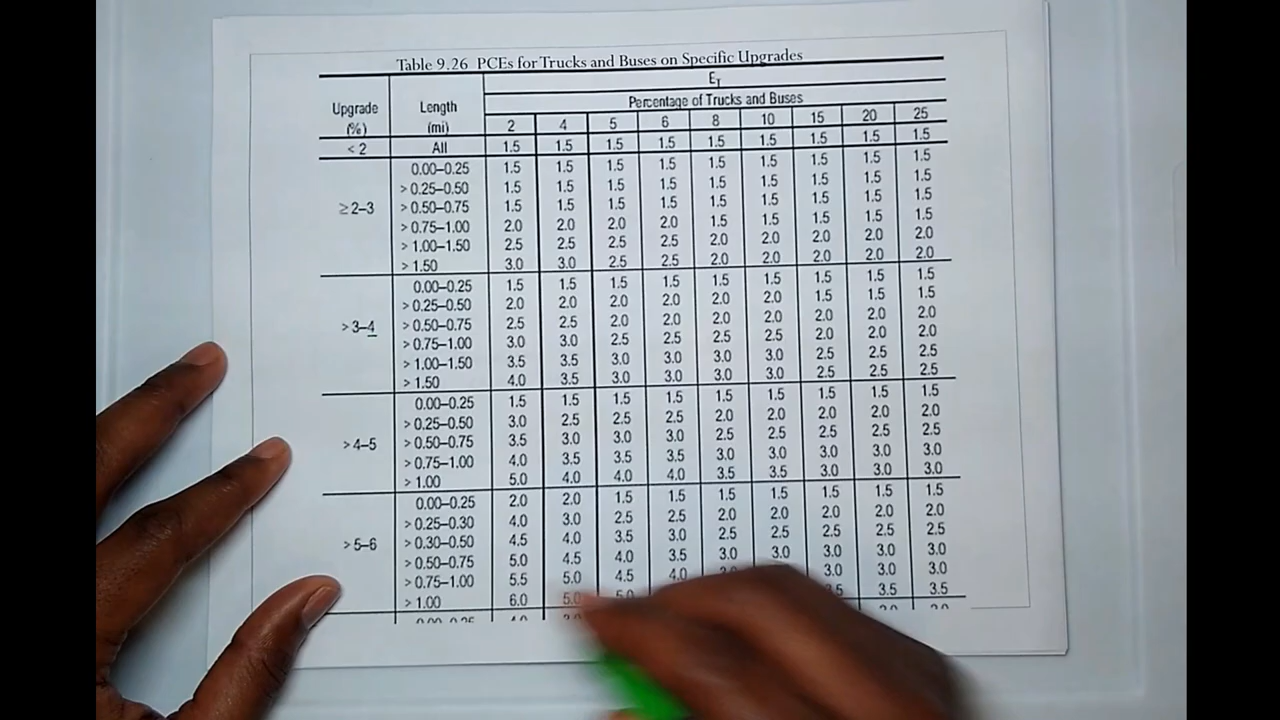 Table 9.26 PCEs for Trucks and Buses on Specific Upgrades
E_T
Percentage of Trucks and Buses
Upgrade (%) Length (mi) 2 4 5 6 8 10 15 20 25
< 2 All 1.5 1.5 1.5 1.5 1.5 1.5 1.5 1.5 1.5
0.00–0.25 1.5 1.5 1.5 1.5 1.5 1.5 1.5 1.5 1.5
> 0.25–0.50 1.5 1.5 1.5 1.5 1.5 1.5 1.5 1.5 1.5
≥ 2–3 > 0.50–0.75 1.5 1.5 1.5 1.5 1.5 1.5 1.5 1.5 1.5
> 0.75–1.00 2.0 2.0 2.0 2.0 1.5 1.5 1.5 1.5 1.5
> 1.00–1.50 2.5 2.5 2.5 2.5 2.0 2.0 2.0 2.0 2.0
> 1.50 3.0 3.0 2.5 2.5 2.0 2.0 2.0 2.0 2.0
0.00–0.25 1.5 1.5 1.5 1.5 1.5 1.5 1.5 1.5 1.5
> 0.25–0.50 2.0 2.0 2.0 2.0 2.0 2.0 1.5 1.5 1.5
> 3–4 > 0.50–0.75 2.5 2.5 2.0 2.0 2.0 2.0 2.0 2.0 2.0
> 0.75–1.00 3.0 3.0 2.5 2.5 2.5 2.5 2.0 2.0 2.0
> 1.00–1.50 3.5 3.5 3.0 3.0 3.0 3.0 2.5 2.5 2.5
> 1.50 4.0 3.5 3.0 3.0 3.0 3.0 2.5 2.5 2.5
0.00–0.25 1.5 1.5 1.5 1.5 1.5 1.5 1.5 1.5 1.5
> 0.25–0.50 3.0 2.5 2.5 2.5 2.0 2.0 2.0 2.0 2.0
> 4–5 > 0.50–0.75 3.5 3.0 3.0 3.0 2.5 2.5 2.5 2.5 2.5
> 0.75–1.00 4.0 3.5 3.5 3.5 3.0 3.0 3.0 3.0 3.0
> 1.00 5.0 4.0 4.0 4.0 3.5 3.5 3.0 3.0 3.0
0.00–0.25 2.0 2.0 1.5 1.5 1.5 1.5 1.5 1.5 1.5
> 0.25–0.30 4.0 3.0 2.5 2.5 2.0 2.0 2.0 2.0 2.0
> 0.30–0.50 4.5 4.0 3.5 3.0 2.5 2.5 2.5 2.5 2.5
> 5–6 > 0.50–0.75 5.0 4.5 4.0 3.5 3.0 3.0 3.0 3.0 3.0
> 0.75–1.00 5.5 5.0 4.5 4.0 3.0 3.0 3.0
> 1.00 6.0 5.0 5.0 3.5 3.5